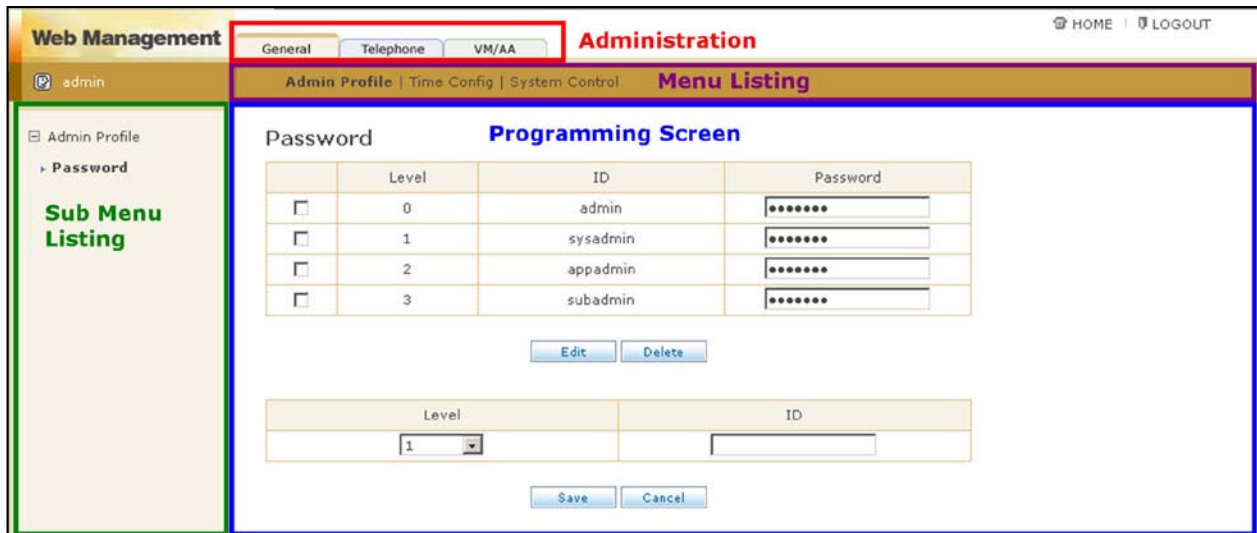 HOME | LOGOUT
Web Management
General Telephone VM/AA Administration
admin
Admin Profile | Time Config | System Control Menu Listing
Admin Profile
Password
Sub Menu
Listing
Password Programming Screen
Level ID Password
0 admin •••••••
1 sysadmin •••••••
2 appadmin •••••••
3 subadmin •••••••
Edit Delete
Level ID
1
Save Cancel